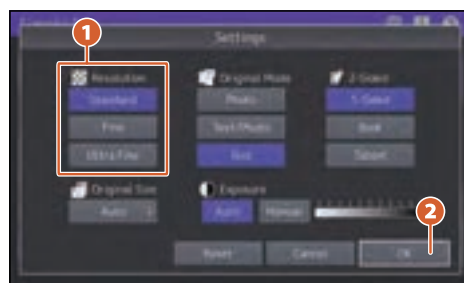 1
Settings
Resolution
Original Mode
2-Sided
Standard
Photo
1-Sided
Fine
Text/Photo
Book
Ultra Fine
Text
Tablet
Original Size
Exposure
Auto
Auto
Manual
2
Reset
Cancel
OK